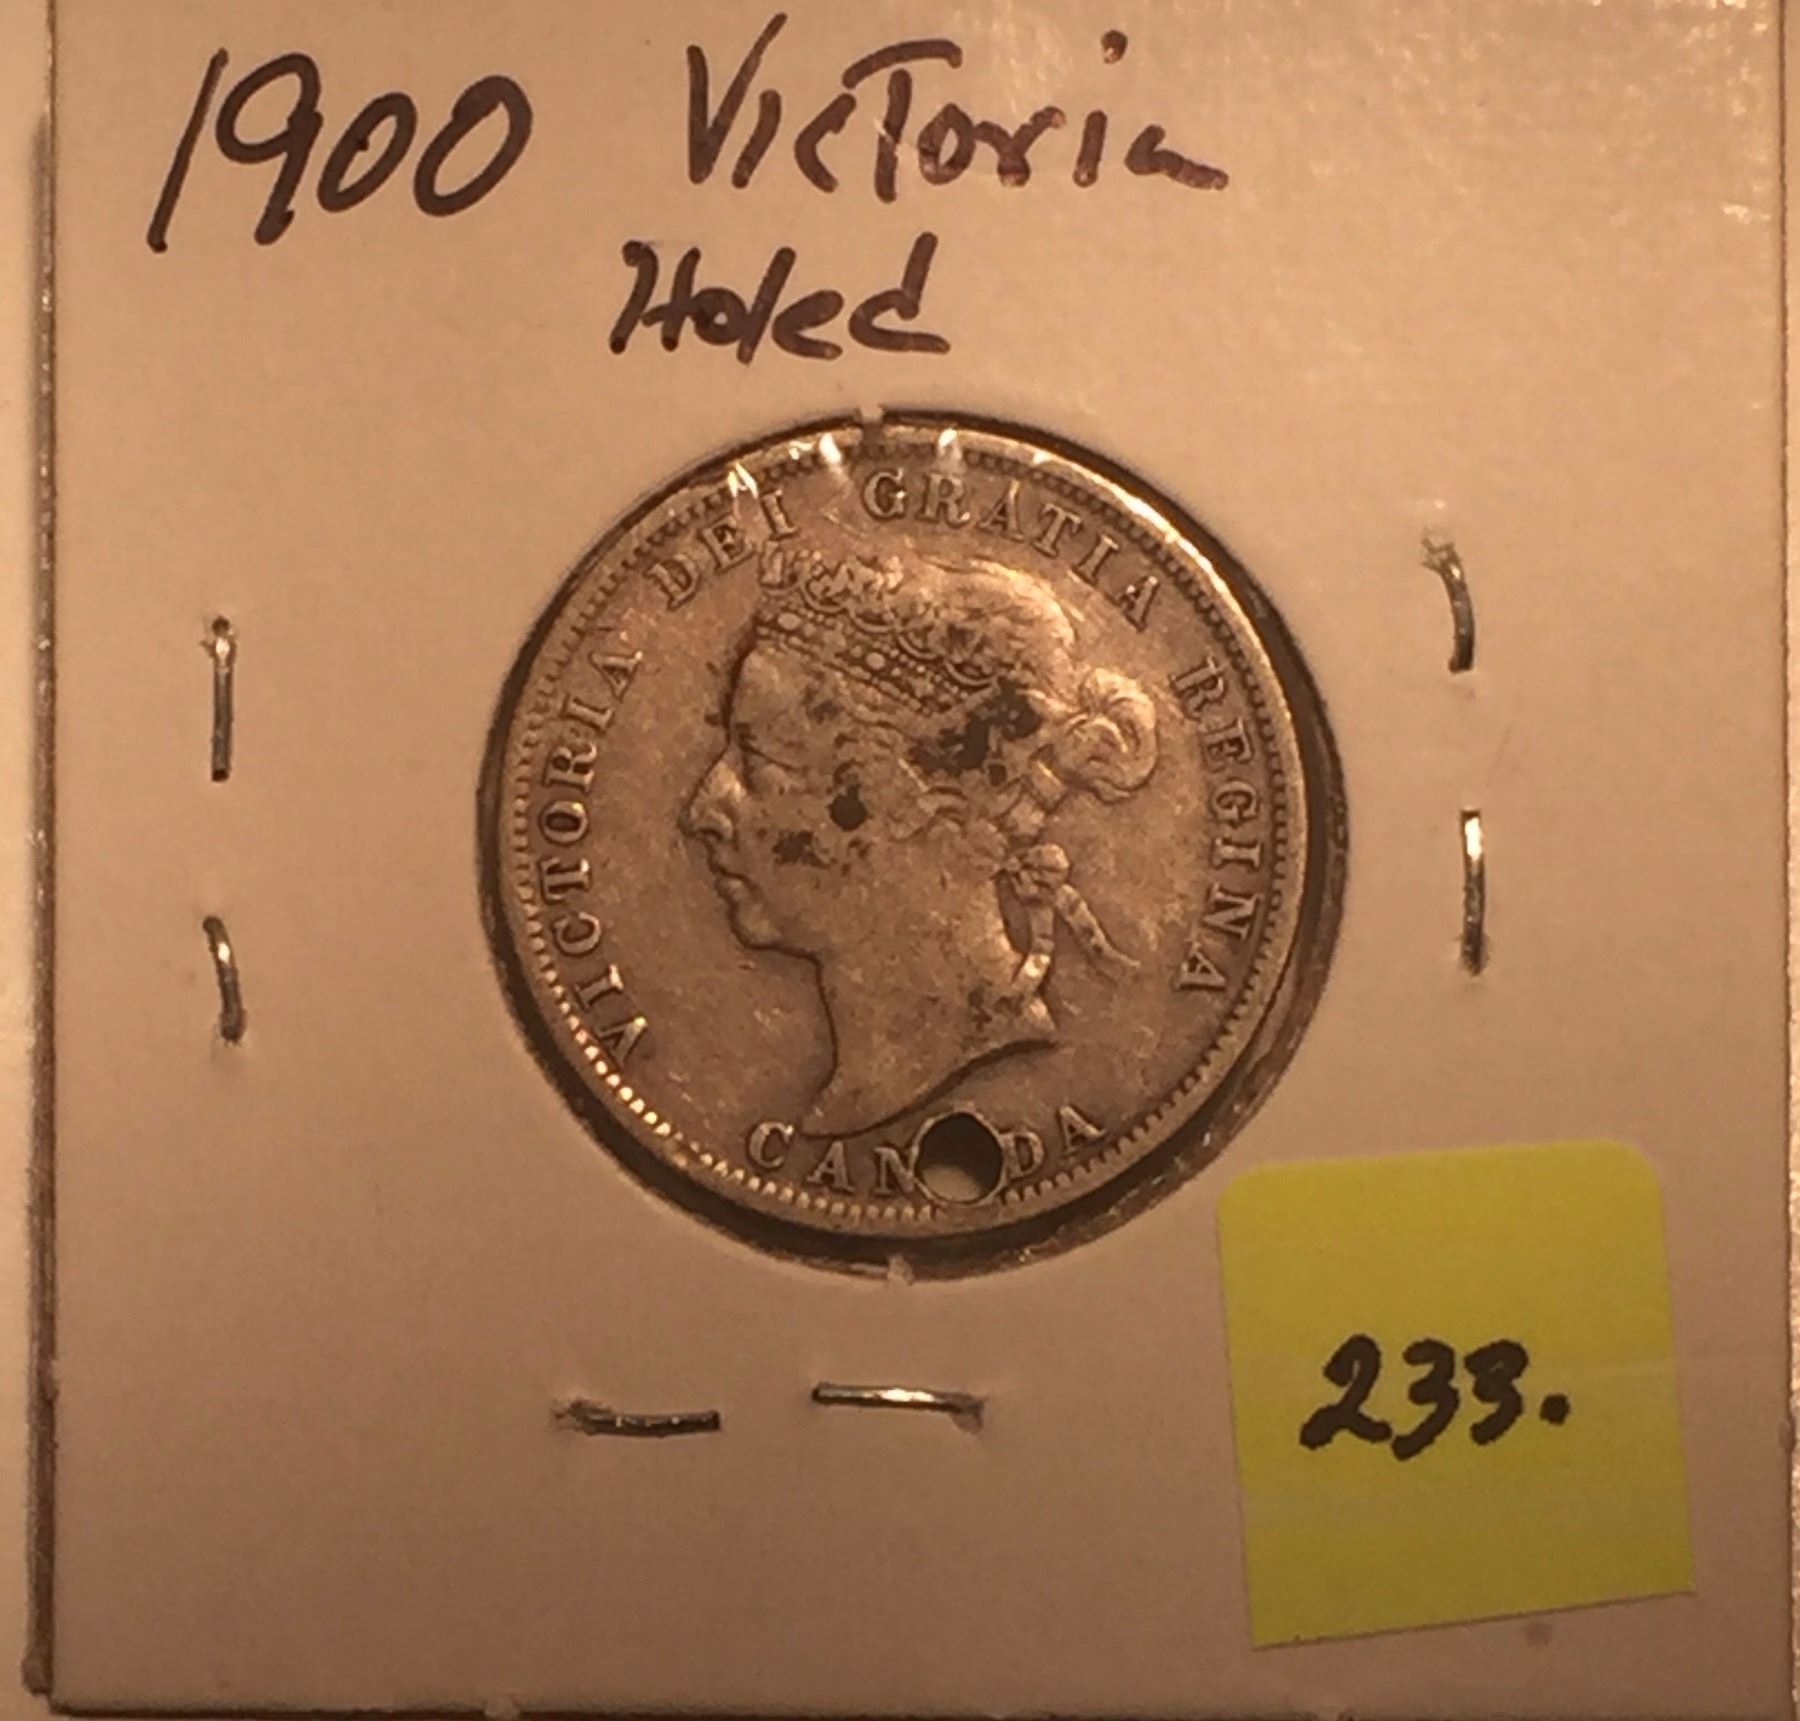 1900 Victoria
Holed
VICTORIA DEI GRATIA REGINA
CAN DA
233.